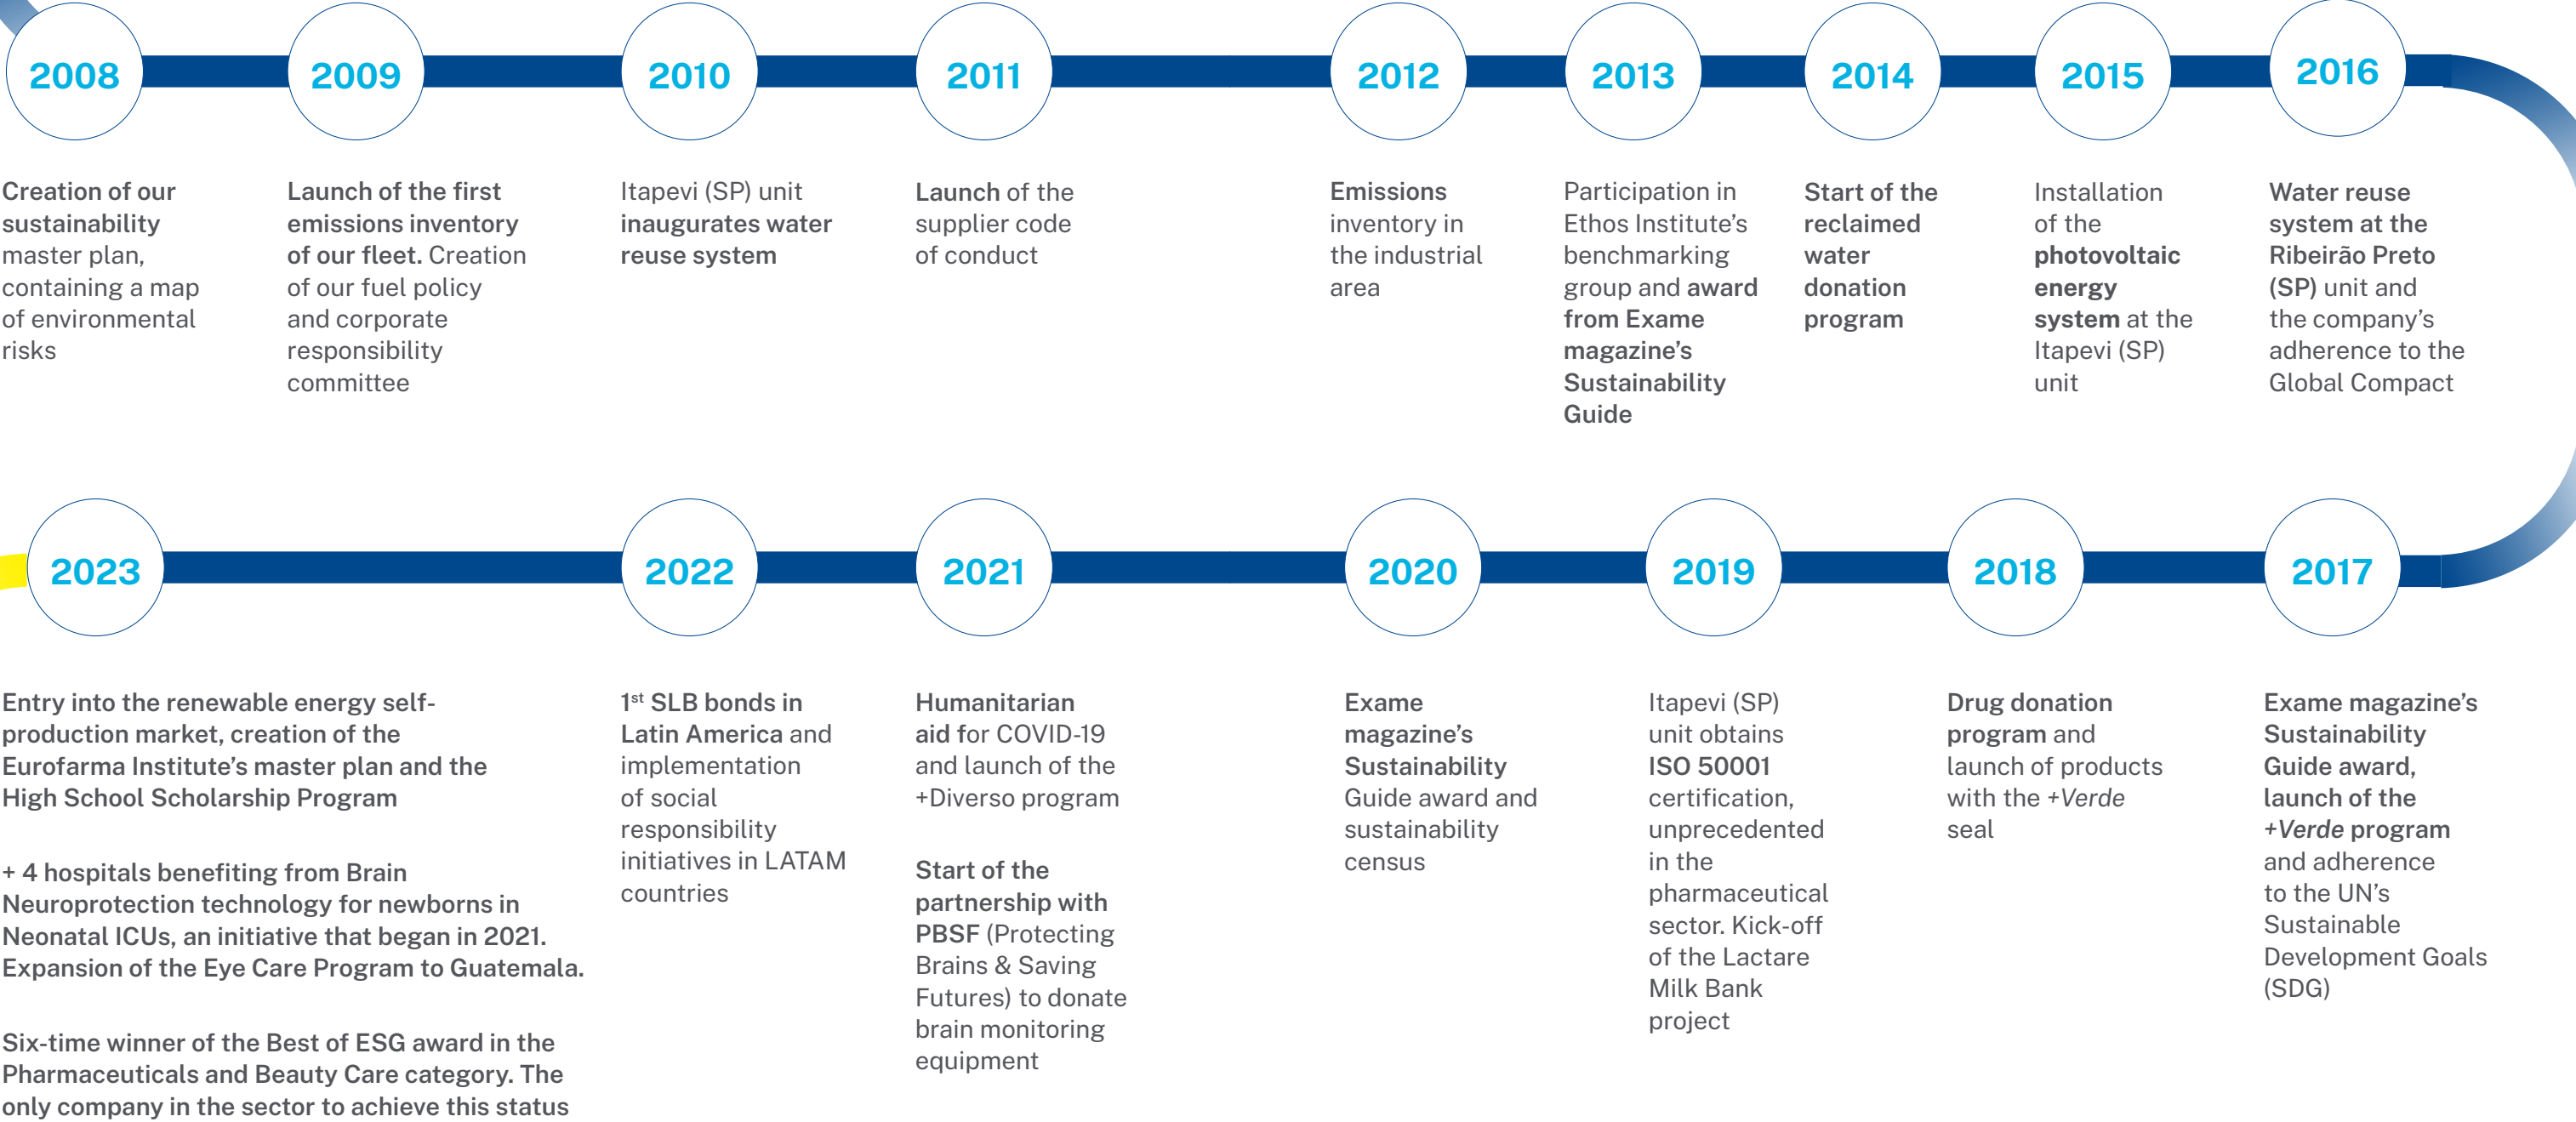 2008
Creation of our
sustainability
master plan,
containing a map
of environmental
risks
2009
Launch of the first
emissions inventory
of our fleet. Creation
of our fuel policy
and corporate
responsibility
committee
2010
Itapevi (SP) unit
inaugurates water
reuse system
2011
Launch of the
supplier code
of conduct
2012
Emissions
inventory in
the industrial
area
2013
Participation in
Ethos Institute’s
benchmarking
group and award
from Exame
magazine’s
Sustainability
Guide
2014
Start of the
reclaimed
water
donation
program
2015
Installation
of the
photovoltaic
energy
system at the
Itapevi (SP)
unit
2016
Water reuse
system at the
Ribeirão Preto
(SP) unit and
the company’s
adherence to the
Global Compact
2023
Entry into the renewable energy self-
production market, creation of the
Eurofarma Institute’s master plan and the
High School Scholarship Program
+ 4 hospitals benefiting from Brain
Neuroprotection technology for newborns in
Neonatal ICUs, an initiative that began in 2021.
Expansion of the Eye Care Program to Guatemala.
Six-time winner of the Best of ESG award in the
Pharmaceuticals and Beauty Care category. The
only company in the sector to achieve this status
2022
1st SLB bonds in
Latin America and
implementation
of social
responsibility
initiatives in LATAM
countries
2021
Humanitarian
aid for COVID-19
and launch of the
+Diverso program
Start of the
partnership with
PBSF (Protecting
Brains & Saving
Futures) to donate
brain monitoring
equipment
2020
Exame
magazine’s
Sustainability
Guide award and
sustainability
census
2019
Itapevi (SP)
unit obtains
ISO 50001
certification,
unprecedented
in the
pharmaceutical
sector. Kick-off
of the Lactare
Milk Bank
project
2018
Drug donation
program and
launch of products
with the +Verde
seal
2017
Exame magazine’s
Sustainability
Guide award,
launch of the
+Verde program
and adherence
to the UN’s
Sustainable
Development Goals
(SDG)